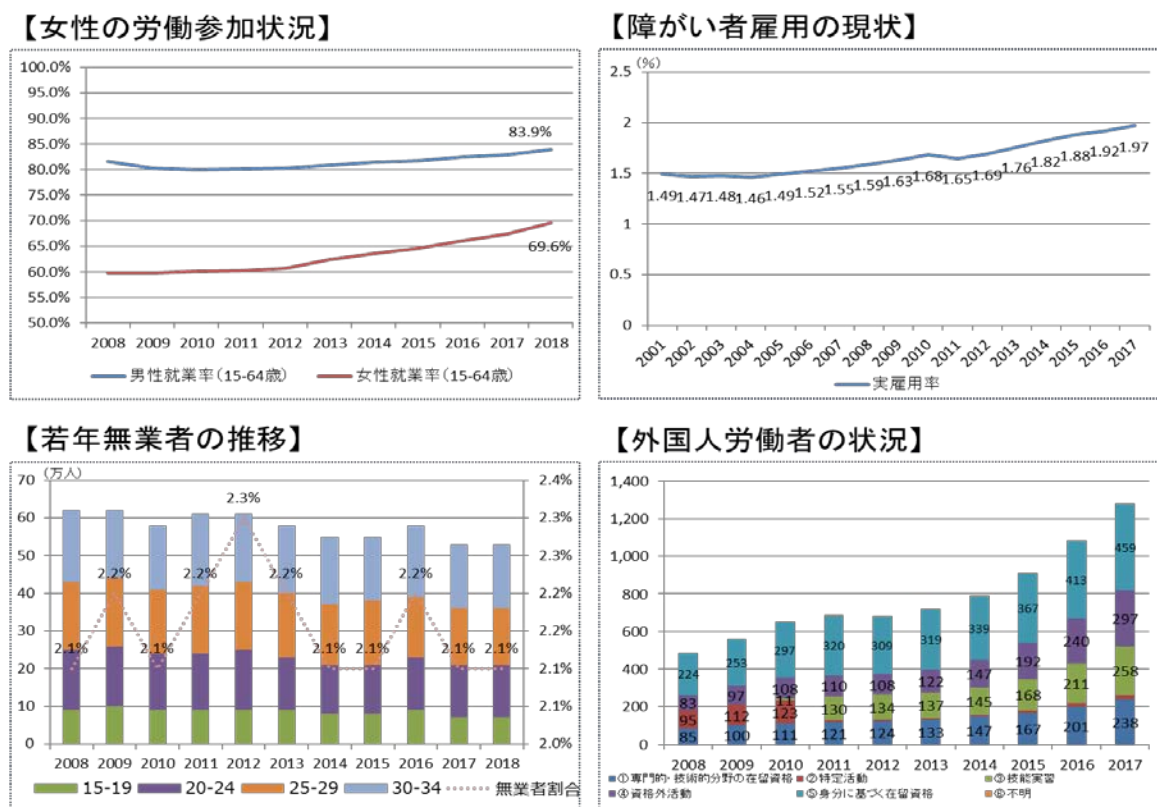 【女性の労働参加状況】
100.0%
95.0%
90.0%
85.0%
80.0%
75.0%
70.0%
65.0%
60.0%
55.0%
50.0%
83.9%
69.6%
2008 2009 2010 2011 2012 2013 2014 2015 2016 2017 2018
男性就業率(15-64歳) 女性就業率(15-64歳)
【障がい者雇用の現状】
(%)
2.5
2
1.5
1
0.5
0
1.49 1.47 1.48 1.46 1.49 1.52 1.55 1.59 1.63 1.68 1.65 1.69 1.76 1.82 1.88 1.92 1.97
2001 2002 2003 2004 2005 2006 2007 2008 2009 2010 2011 2012 2013 2014 2015 2016 2017
実雇用率
【若年無業者の推移】
(万人)
70
60
50
40
30
20
10
0
2.4%
2.3%
2.3%
2.2%
2.2%
2.1%
2.1%
2.0%
2.1% 2.2% 2.1% 2.2% 2.3% 2.2% 2.1% 2.1% 2.2% 2.1% 2.1%
2008 2009 2010 2011 2012 2013 2014 2015 2016 2017 2018
15-19 20-24 25-29 30-34 無業者割合
【外国人労働者の状況】
1,400
1,200
1,000
800
600
400
200
0
224 253 297 320 309 319 339 367 413 459
83 97 108 110 108 122 147 192 240 297
11 130 134 137 145 168 211 258
95 112 123
85 100 111 121 124 133 147 167 201 238
2008 2009 2010 2011 2012 2013 2014 2015 2016 2017
①専門的・技術的分野の在留資格 ②特定活動 ③技能実習
④資格外活動 ⑤身分に基づく在留資格 ⑥不明